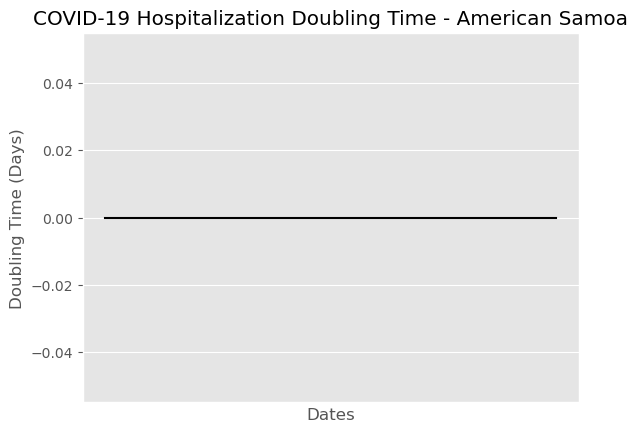 COVID-19 Hospitalization Doubling Time - American Samoa
Doubling Time (Days)
0.04
0.02
0.00
−0.02
−0.04
Dates